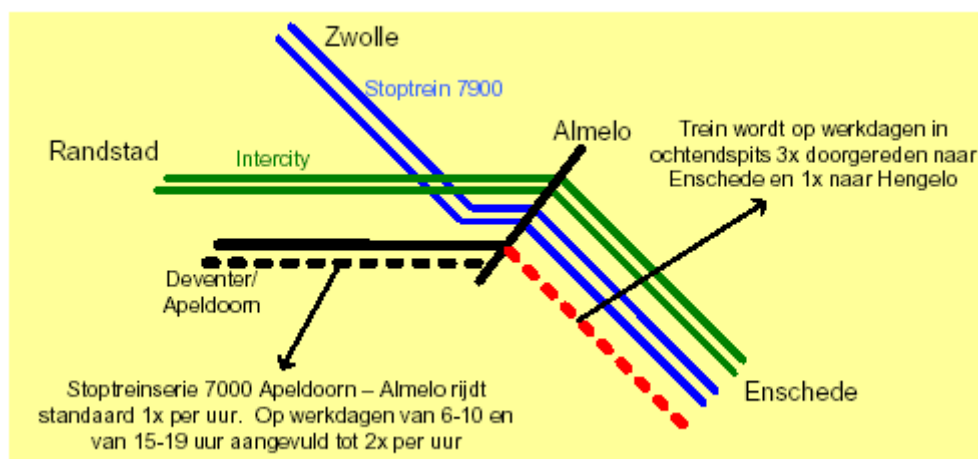 Zwolle
Stoptrein 7900
Almelo
Randstad
Intercity
Trein wordt op werkdagen in
ochtendspits 3x doorgereden naar
Enschede en 1x naar Hengelo
Deventer/
Apeldoorn
Enschede
Stoptreinserie 7000 Apeldoorn – Almelo rijdt
standaard 1x per uur. Op werkdagen van 6-10 en
van 15-19 uur aangevuld tot 2x per uur